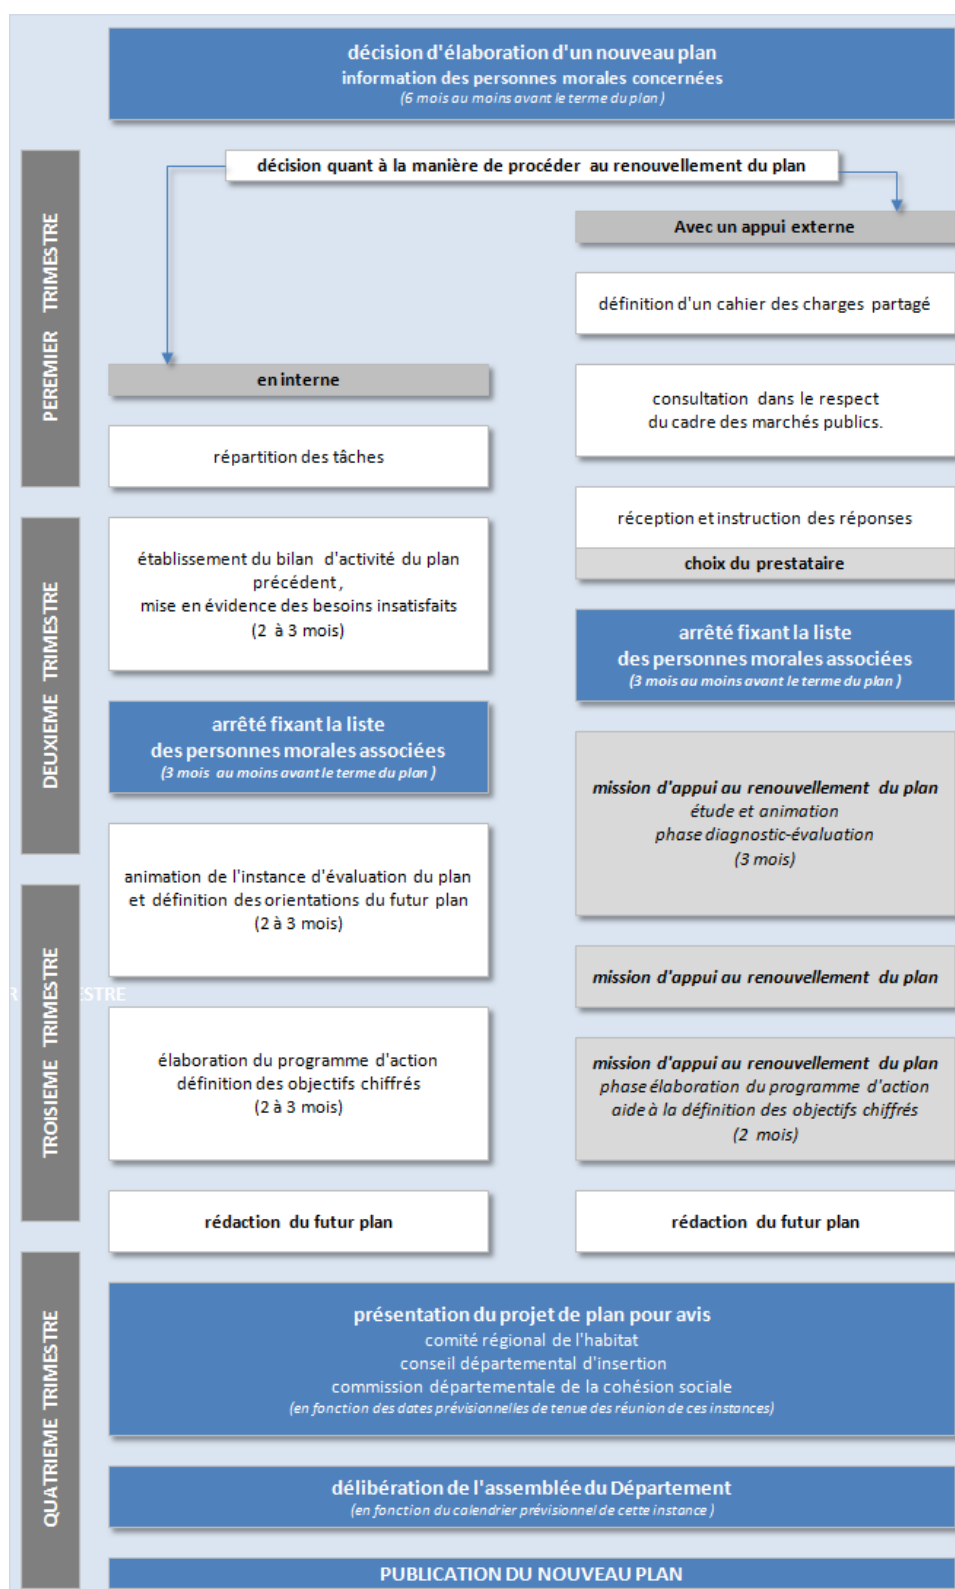 décision d'élaboration d'un nouveau plan
information des personnes morales concernées
(6 mois au moins avant le terme du plan )
PEREMIER TRIMESTRE
décision quant à la manière de procéder au renouvellement du plan
Avec un appui externe
définition d'un cahier des charges partagé
consultation dans le respect
du cadre des marchés publics.
en interne
répartition des tâches
réception et instruction des réponses
choix du prestataire
DEUXIEME TRIMESTRE
établissement du bilan d'activité du plan
précédent ,
mise en évidence des besoins insatisfaits
(2 à 3 mois)
arrêté fixant la liste
des personnes morales associées
(3 mois au moins avant le terme du plan )
arrêté fixant la liste
des personnes morales associées
(3 mois au moins avant le terme du plan )
mission d'appui au renouvellement du plan
étude et animation
phase diagnostic-évaluation
(3 mois)
animation de l'instance d'évaluation du plan
et définition des orientations du futur plan
(2 à 3 mois)
TROISIEME TRIMESTRE
R ESTRE
mission d'appui au renouvellement du plan
élaboration du programme d'action
définition des objectifs chiffrés
(2 à 3 mois)
mission d'appui au renouvellement du plan
phase élaboration du programme d'action
aide à la définition des objectifs chiffrés
(2 mois)
rédaction du futur plan
rédaction du futur plan
QUATRIEME TRIMESTRE
présentation du projet de plan pour avis
comité régional de l'habitat
conseil départemental d'insertion
commission départementale de la cohésion sociale
(en fonction des dates prévisionnelles de tenue des réunion de ces instances)
délibération de l'assemblée du Département
(en fonction du calendrier prévisionnel de cette instance )
PUBLICATION DU NOUVEAU PLAN